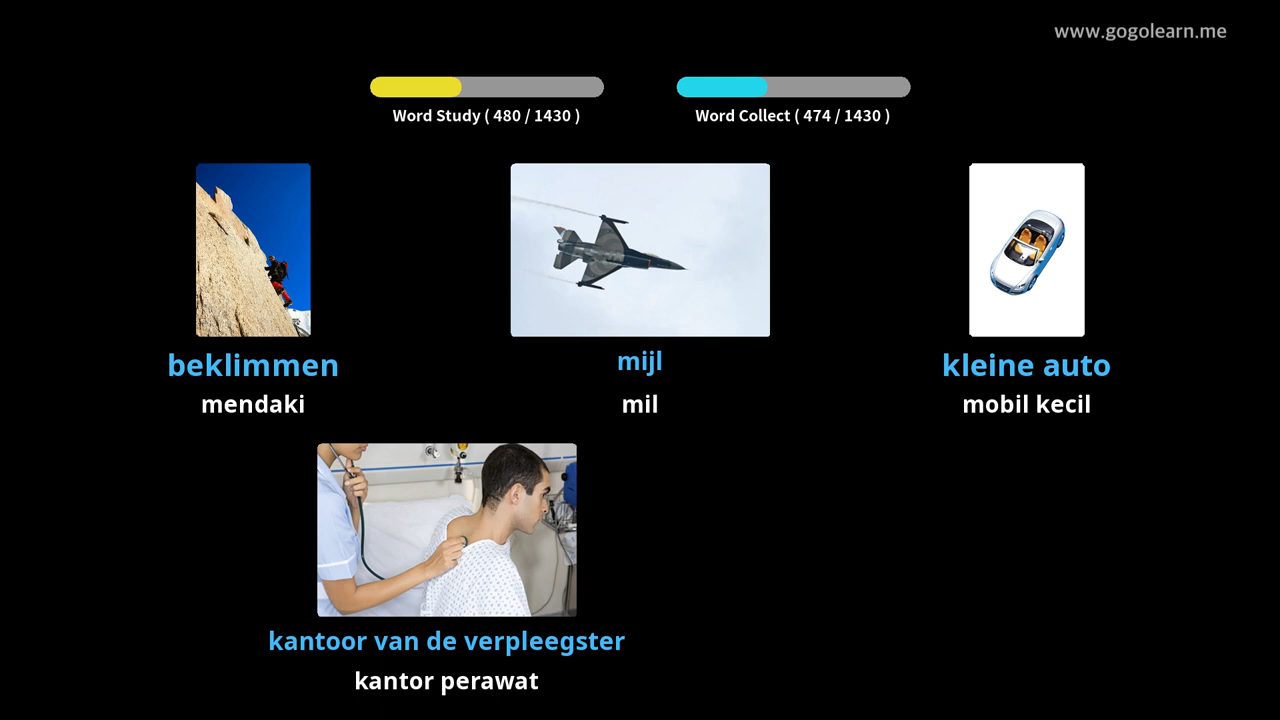 www.gogolearn.me
Word Study ( 480 / 1430 )
Word Collect ( 474 / 1430 )
beklimmen
mendaki
mijl
mil
kleine auto
mobil kecil
kantoor van de verpleegster
kantor perawat